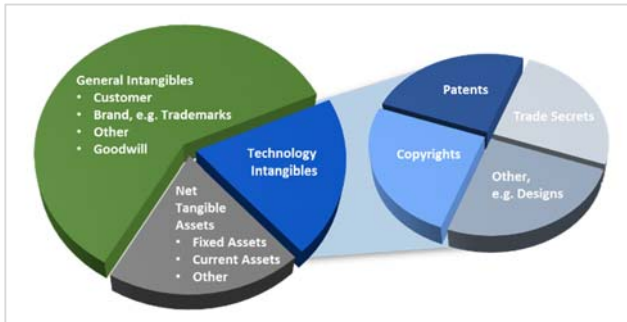 General Intangibles
• Customer
• Brand, e.g. Trademarks
• Other
• Goodwill
Technology
Intangibles
Net
Tangible
Assets
• Fixed Assets
• Current Assets
• Other
Patents
Trade Secrets
Copyrights
Other,
e.g. Designs